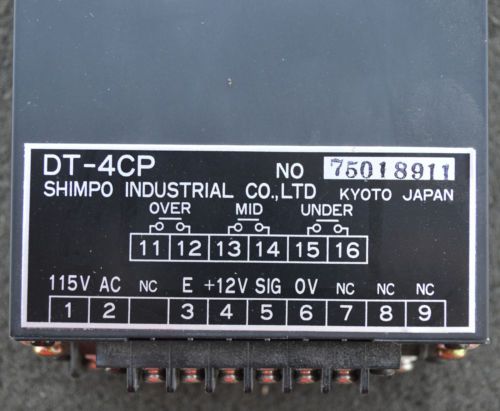 DT-4CP NO 75018911
SHIMPO INDUSTRIAL CO.,LTD KYOTO JAPAN
OVER MID UNDER
11 12 13 14 15 16
115V AC NC E +12V SIG 0V NC NC NC
1 2 3 4 5 6 7 8 9